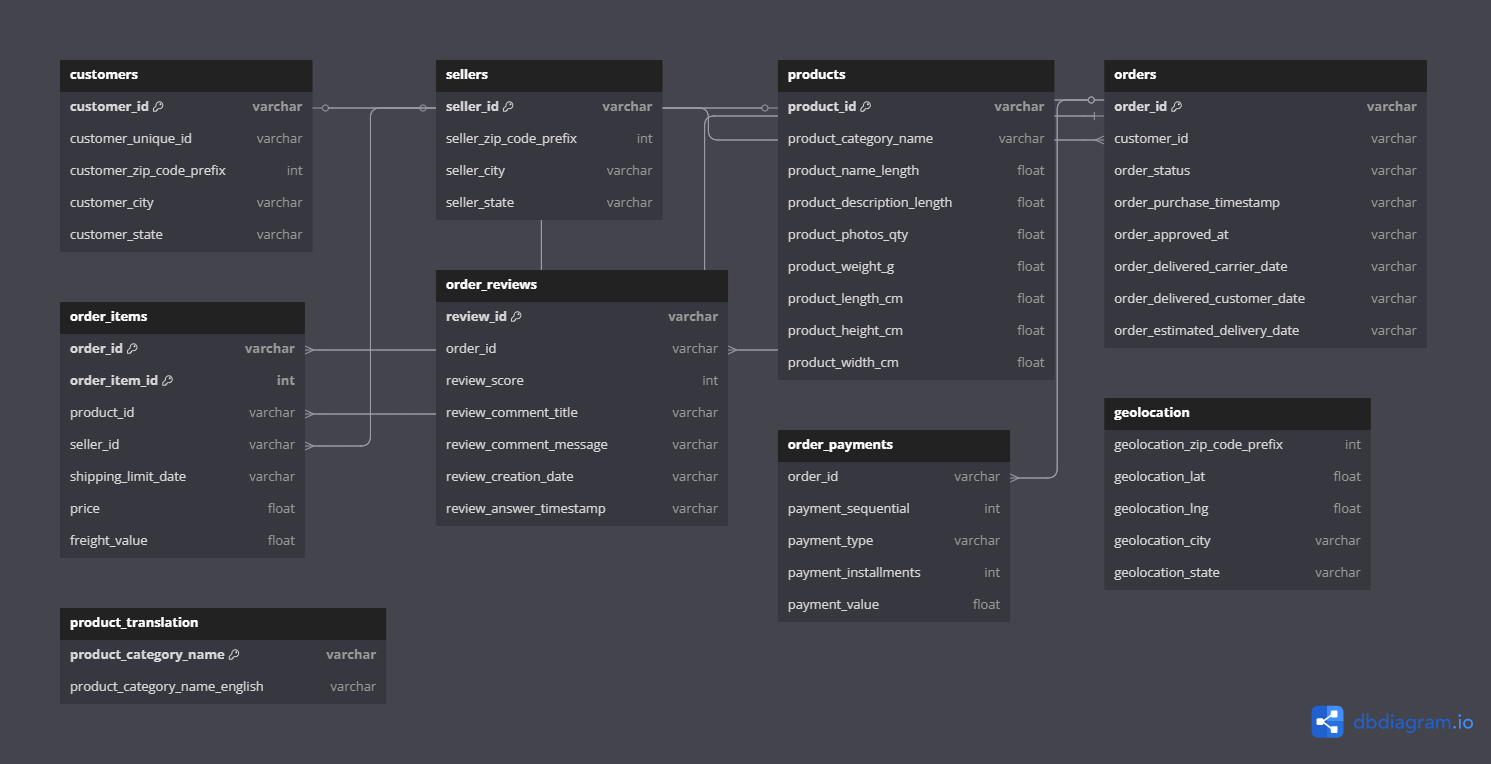 customers
customer_id varchar
customer_unique_id varchar
customer_zip_code_prefix int
customer_city varchar
customer_state varchar
sellers
seller_id varchar
seller_zip_code_prefix int
seller_city varchar
seller_state varchar
products
product_id varchar
product_category_name varchar
product_name_length float
product_description_length float
product_photos_qty float
product_weight_g float
product_length_cm float
product_height_cm float
product_width_cm float
orders
order_id varchar
customer_id varchar
order_status varchar
order_purchase_timestamp varchar
order_approved_at varchar
order_delivered_carrier_date varchar
order_delivered_customer_date varchar
order_estimated_delivery_date varchar
order_items
order_id varchar
order_item_id int
product_id varchar
seller_id varchar
shipping_limit_date varchar
price float
freight_value float
order_reviews
review_id varchar
order_id varchar
review_score int
review_comment_title varchar
review_comment_message varchar
review_creation_date varchar
review_answer_timestamp varchar
order_payments
order_id varchar
payment_sequential int
payment_type varchar
payment_installments int
payment_value float
geolocation
geolocation_zip_code_prefix int
geolocation_lat float
geolocation_lng float
geolocation_city varchar
geolocation_state varchar
product_translation
product_category_name varchar
product_category_name_english varchar
dbdiagram.io